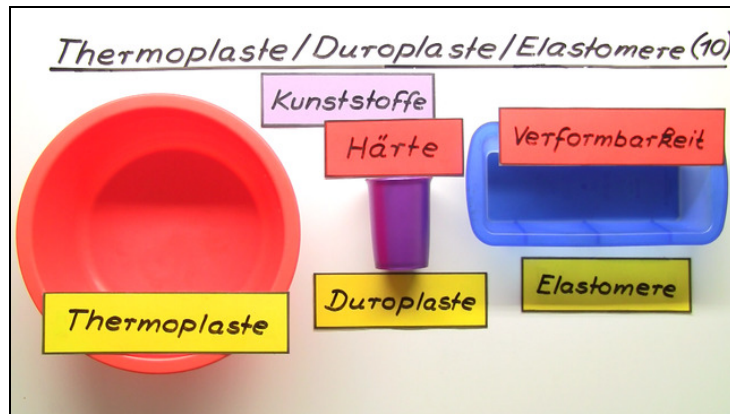 Thermoplaste/Duroplaste/Elastomere (10)
Kunststoffe
Härte
Verformbarkeit
Thermoplaste
Duroplaste
Elastomere